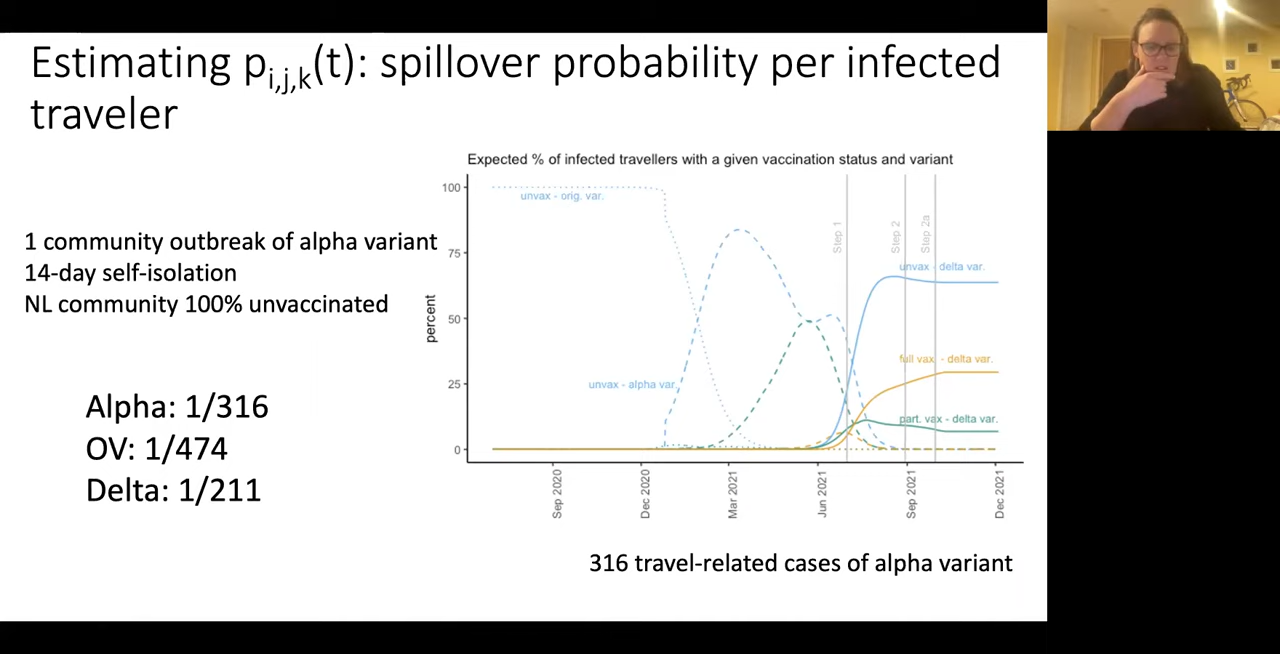 Estimating p_{i,j,k}(t): spillover probability per infected
traveler
1 community outbreak of alpha variant
14-day self-isolation
NL community 100% unvaccinated
Alpha: 1/316
OV: 1/474
Delta: 1/211
Expected % of infected travellers with a given vaccination status and variant
percent
100
75
50
25
0
unvax - orig. var.
unvax - alpha var.
Step 1
Step 2
Step 2a
unvax - delta var.
full vax. - delta var.
part. vax - delta var.
Sep 2020
Dec 2020
Mar 2021
Jun 2021
Sep 2021
Dec 2021
316 travel-related cases of alpha variant